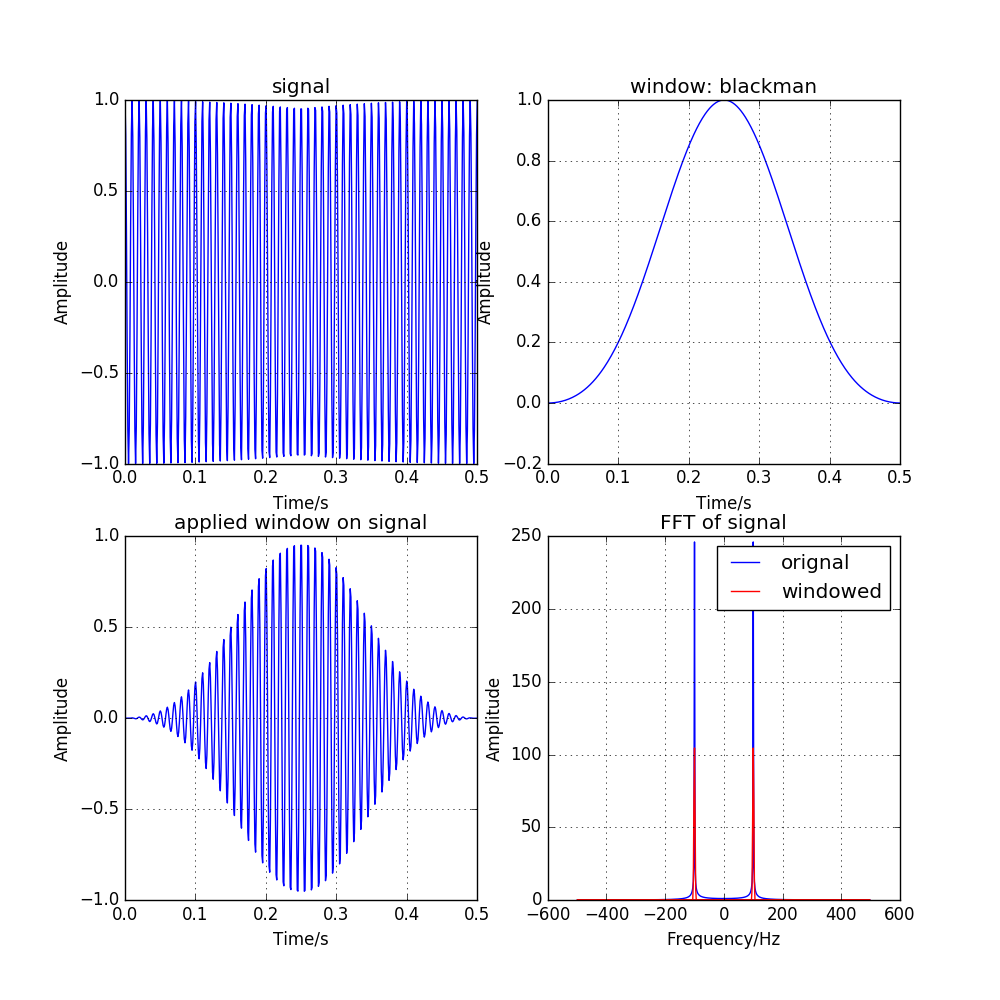 signal
1.0
0.5
0.0
−0.5
−1.0
Amplitude
0.0 0.1 0.2 0.3 0.4 0.5
Time/s
window: blackman
1.0
0.8
0.6
0.4
0.2
0.0
−0.2
Amplitude
0.0 0.1 0.2 0.3 0.4 0.5
Time/s
applied window on signal
1.0
0.5
0.0
−0.5
−1.0
Amplitude
0.0 0.1 0.2 0.3 0.4 0.5
Time/s
FFT of signal
250
200
150
100
50
0
Amplitude
orignal
windowed
−600 −400 −200 0 200 400 600
Frequency/Hz